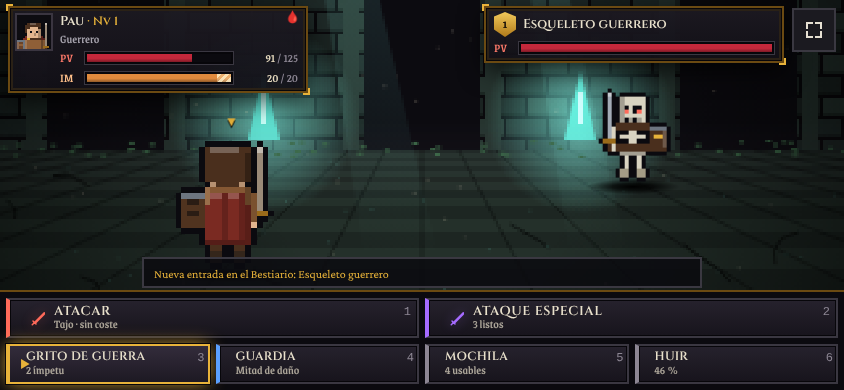 Pau · Nv 1
Guerrero
PV 91 / 125
IM 20 / 20
1 Esqueleto guerrero
PV
Nueva entrada en el Bestiario: Esqueleto guerrero
ATACAR 1
Tajo · sin coste
ATAQUE ESPECIAL 2
3 listos
GRITO DE GUERRA 3
2 ímpetu
GUARDIA 4
Mitad de daño
MOCHILA 5
4 usables
HUIR 6
46 %